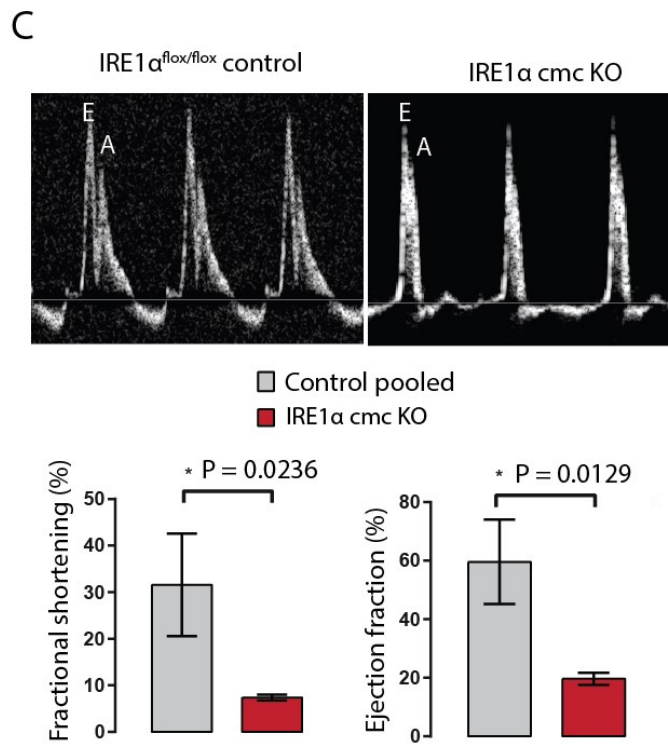 C
IRE1α^flox/flox control
IRE1α cmc KO
E
A
E
A
Control pooled
IRE1α cmc KO
* P = 0.0236
Fractional shortening (%)
50
40
30
20
10
0
* P = 0.0129
Ejection fraction (%)
80
60
40
20
0